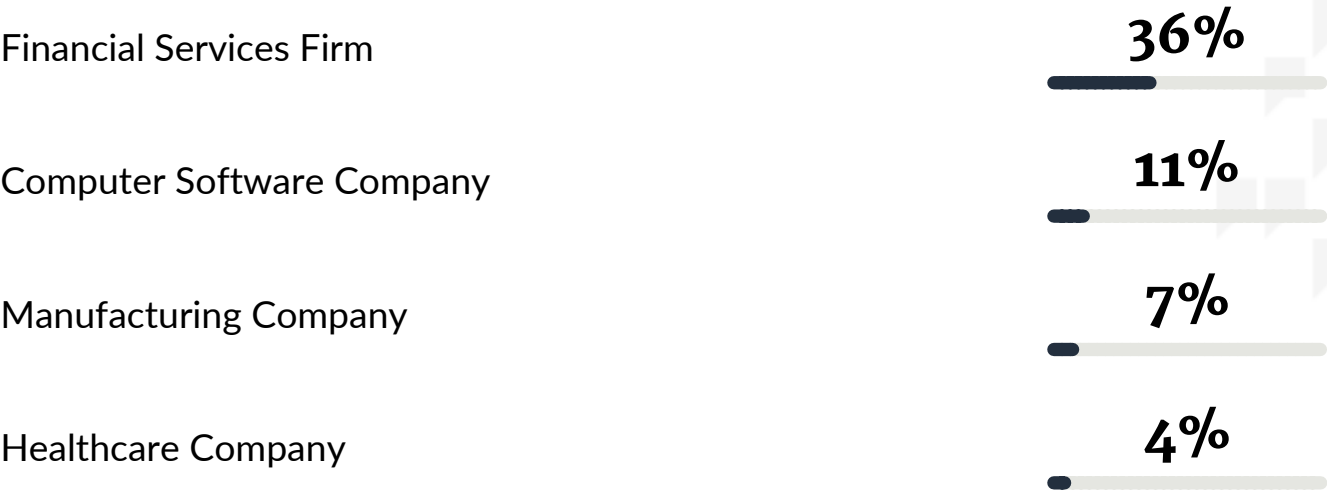 Financial Services Firm 36%
Computer Software Company 11%
Manufacturing Company 7%
Healthcare Company 4%